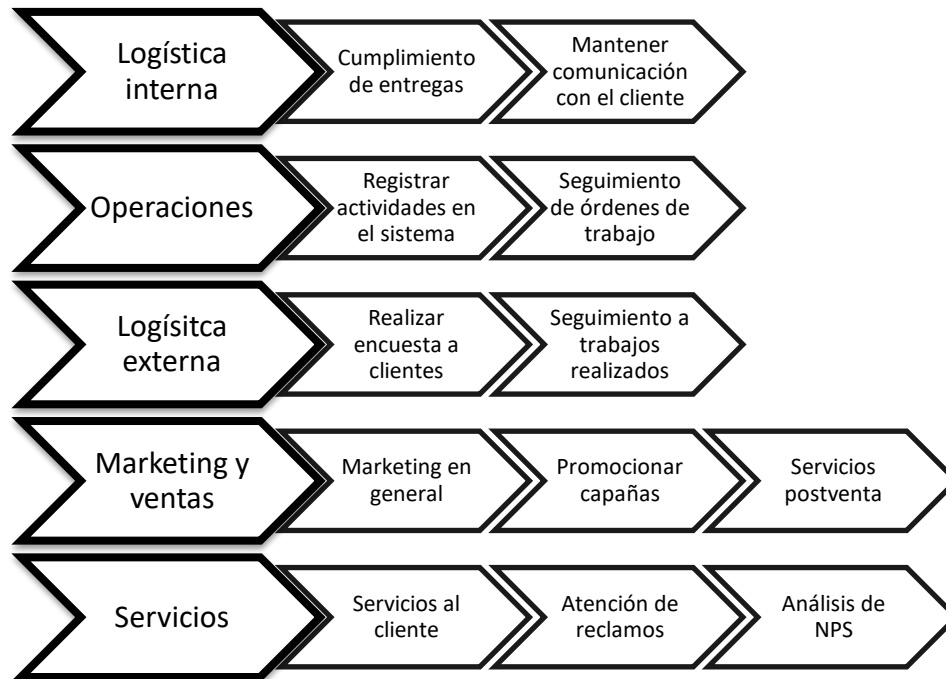 Logística
interna
Cumplimiento
de entregas
Mantener
comunicación
con el cliente
Operaciones
Registrar
actividades en
el sistema
Seguimiento
de órdenes de
trabajo
Logísitca
externa
Realizar
encuesta a
clientes
Seguimiento a
trabajos
realizados
Marketing y
ventas
Marketing en
general
Promocionar
capañas
Servicios
postventa
Servicios
Servicios al
cliente
Atención de
reclamos
Análisis de
NPS